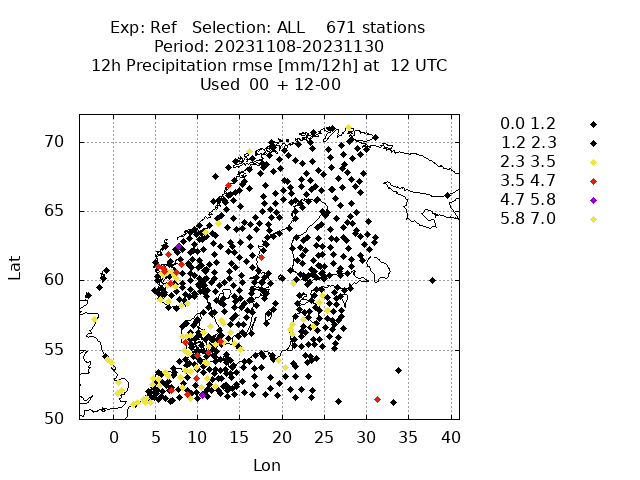 Exp: Ref   Selection: ALL    671 stations
Period: 20231108-20231130
12h Precipitation rmse [mm/12h] at  12 UTC
Used  00 + 12-00
0.0 1.2
1.2 2.3
2.3 3.5
3.5 4.7
4.7 5.8
5.8 7.0
70
65
60
55
50
Lat
0 5 10 15 20 25 30 35 40
Lon